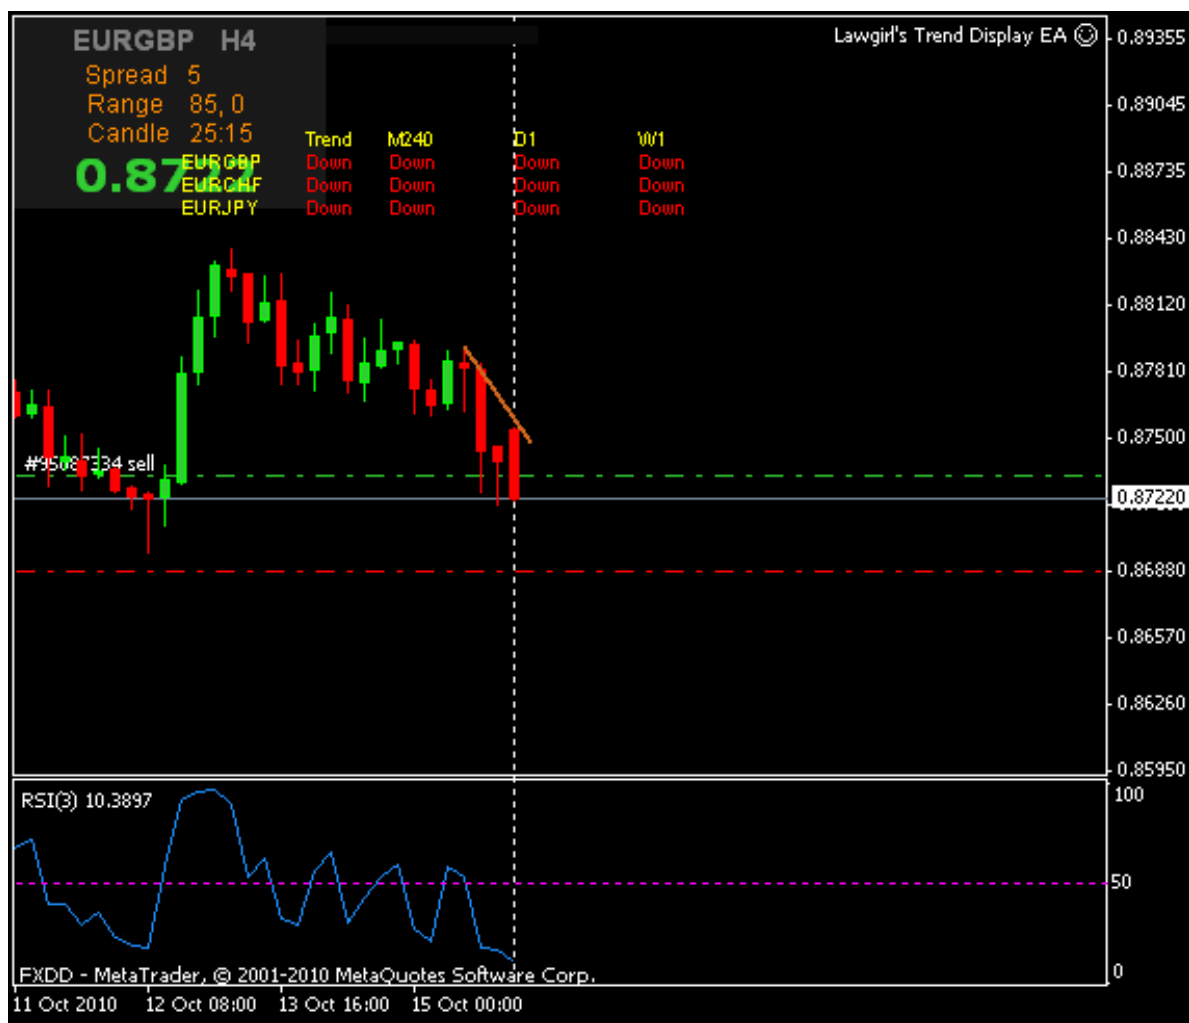 EURGBP H4
Lawgirl's Trend Display EA
Spread 5
Range 85,0
Candle 25:15
Trend M240 D1 W1
EURGBP Down Down Down Down
EURCHF Down Down Down Down
EURJPY Down Down Down Down
sell
0.89355
0.89045
0.88735
0.88430
0.88120
0.87810
0.87500
0.87220
0.86880
0.86570
0.86260
0.85950
RSI(3) 10.3897
100
50
0
FXDD - MetaTrader, © 2001-2010 MetaQuotes Software Corp.
11 Oct 2010 12 Oct 08:00 13 Oct 16:00 15 Oct 00:00